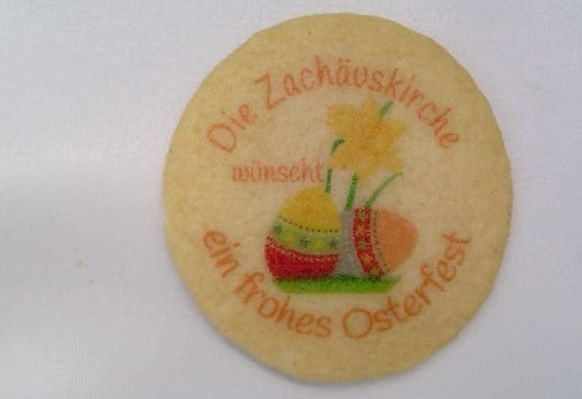 Die Zachäuskirche
wünscht
ein frohes Osterfest